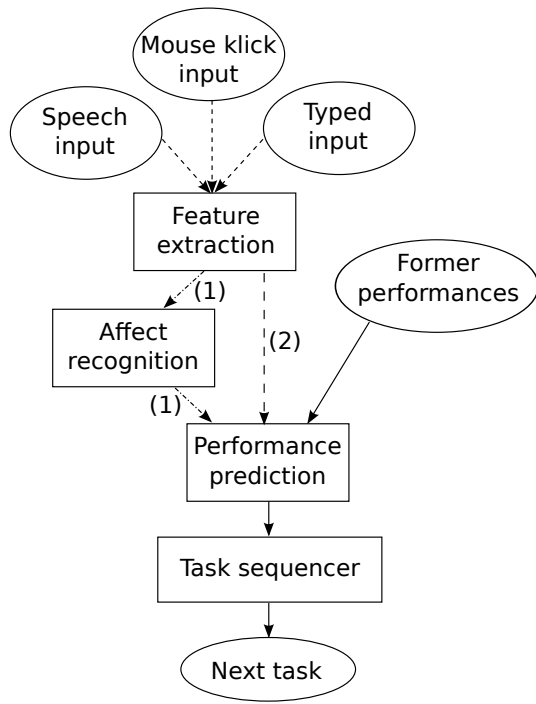 Mouse klick
input
Speech
input
Typed
input
Feature
extraction
Former
performances
(1)
(2)
Affect
recognition
(1)
Performance
prediction
Task sequencer
Next task